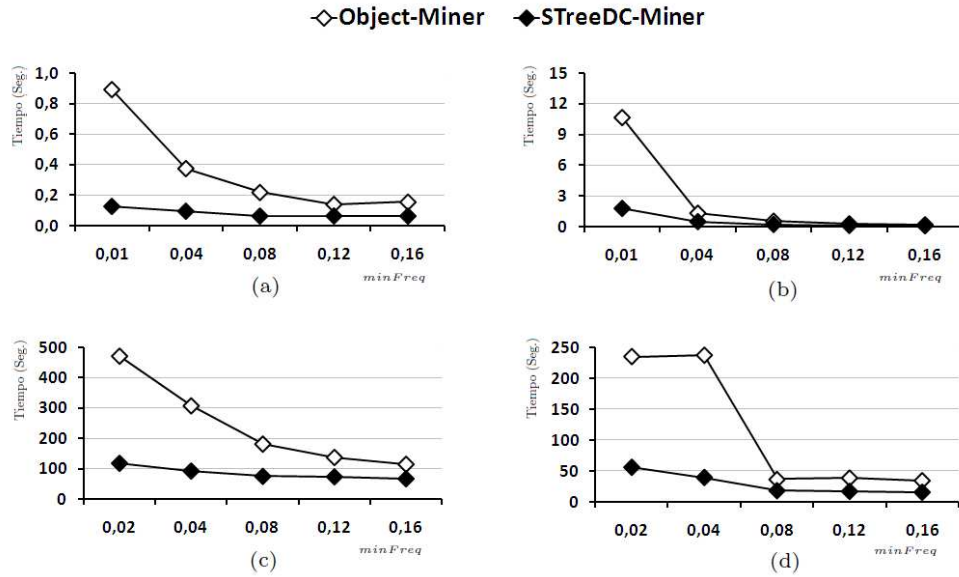 Object-Miner STreeDC-Miner
Tiempo (Seg.)
1,0
0,8
0,6
0,4
0,2
0,0
0,01 0,04 0,08 0,12 0,16
minFreq
(a)
Tiempo (Seg.)
15
12
9
6
3
0
0,01 0,04 0,08 0,12 0,16
minFreq
(b)
Tiempo (Seg.)
500
400
300
200
100
0
0,02 0,04 0,08 0,12 0,16
minFreq
(c)
Tiempo (Seg.)
250
200
150
100
50
0
0,02 0,04 0,08 0,12 0,16
minFreq
(d)